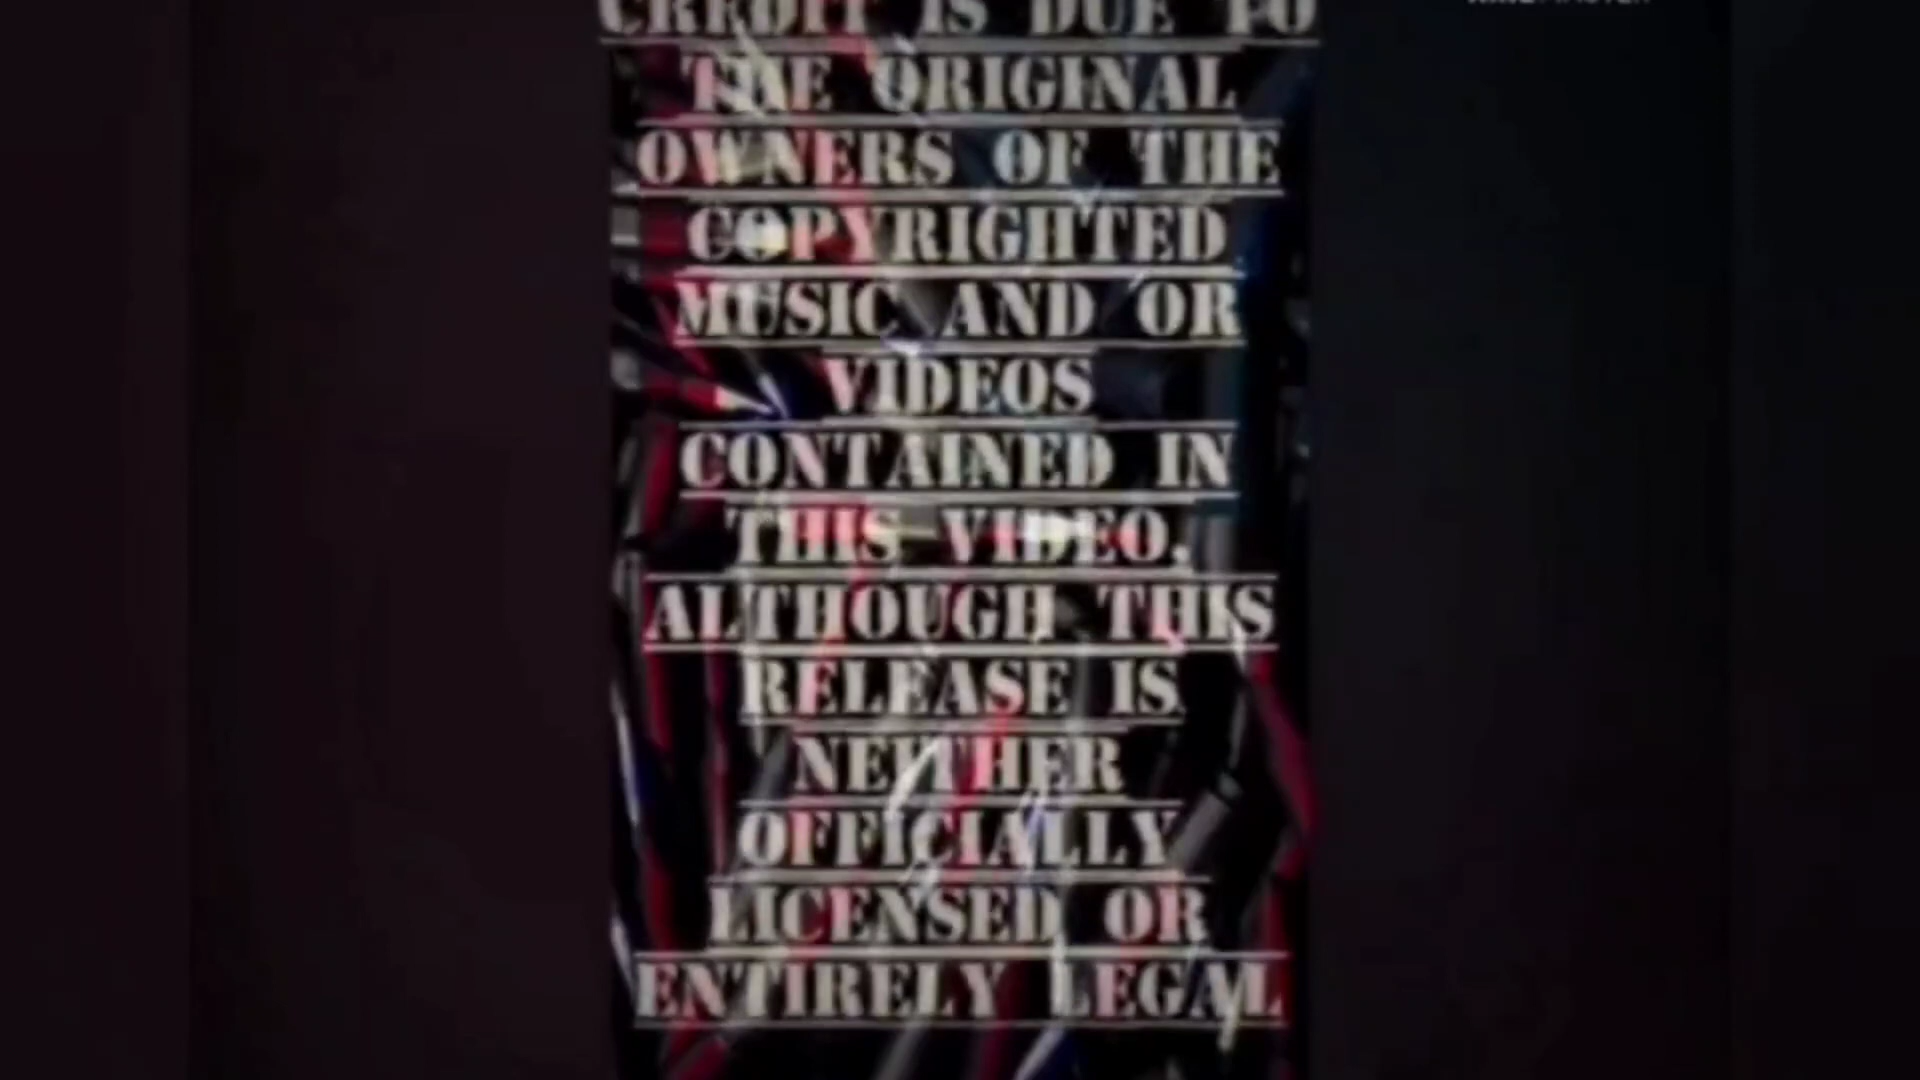 CREDIT IS DUE TO
THE ORIGINAL
OWNERS OF THE
COPYRIGHTED
MUSIC AND OR
VIDEOS
CONTAINED IN
THIS VIDEO,
ALTHOUGH THIS
RELEASE IS
NEITHER
OFFICIALLY
LICENSED OR
ENTIRELY LEGAL